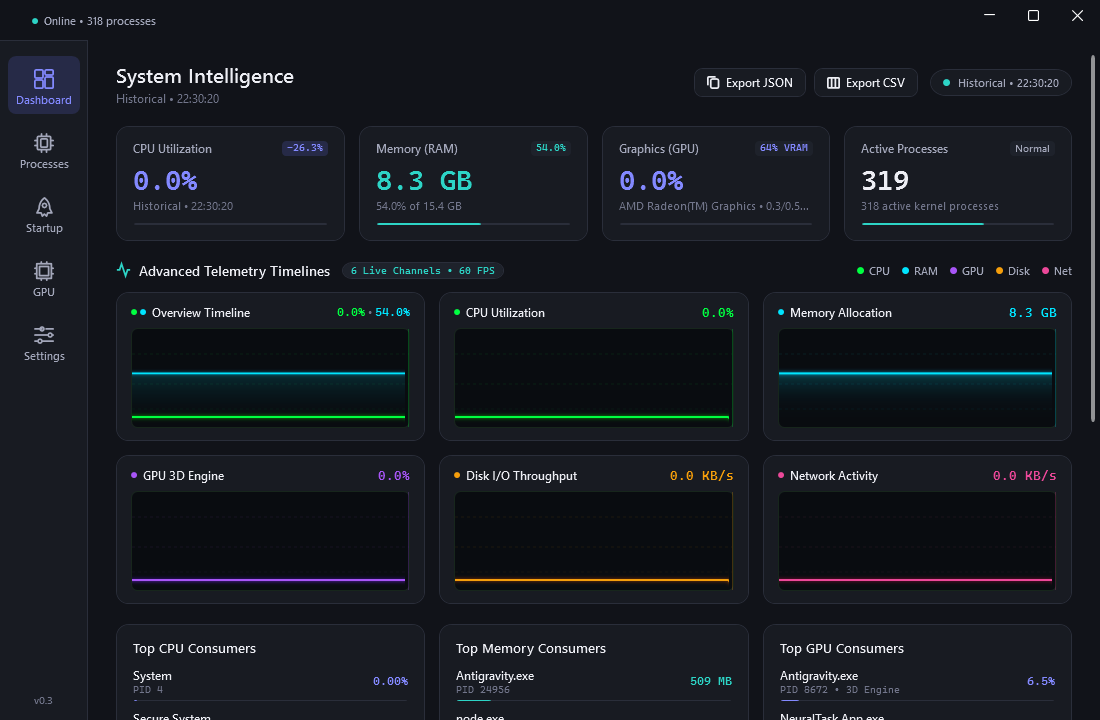 Online • 318 processes
Dashboard
Processes
Startup
GPU
Settings
v0.3
System Intelligence
Historical • 22:30:20
Export JSON
Export CSV
Historical • 22:30:20
CPU Utilization
−26.3%
0.0%
Historical • 22:30:20
Memory (RAM)
54.0%
8.3 GB
54.0% of 15.4 GB
Graphics (GPU)
64% VRAM
0.0%
AMD Radeon(TM) Graphics • 0.3/0.5...
Active Processes
Normal
319
318 active kernel processes
Advanced Telemetry Timelines
6 Live Channels • 60 FPS
CPU
RAM
GPU
Disk
Net
Overview Timeline
0.0% • 54.0%
CPU Utilization
0.0%
Memory Allocation
8.3 GB
GPU 3D Engine
0.0%
Disk I/O Throughput
0.0 KB/s
Network Activity
0.0 KB/s
Top CPU Consumers
System
PID 4
0.00%
Secure System
Top Memory Consumers
Antigravity.exe
PID 24956
509 MB
node.exe
Top GPU Consumers
Antigravity.exe
PID 8672 • 3D Engine
6.5%
NeuralTask App.exe